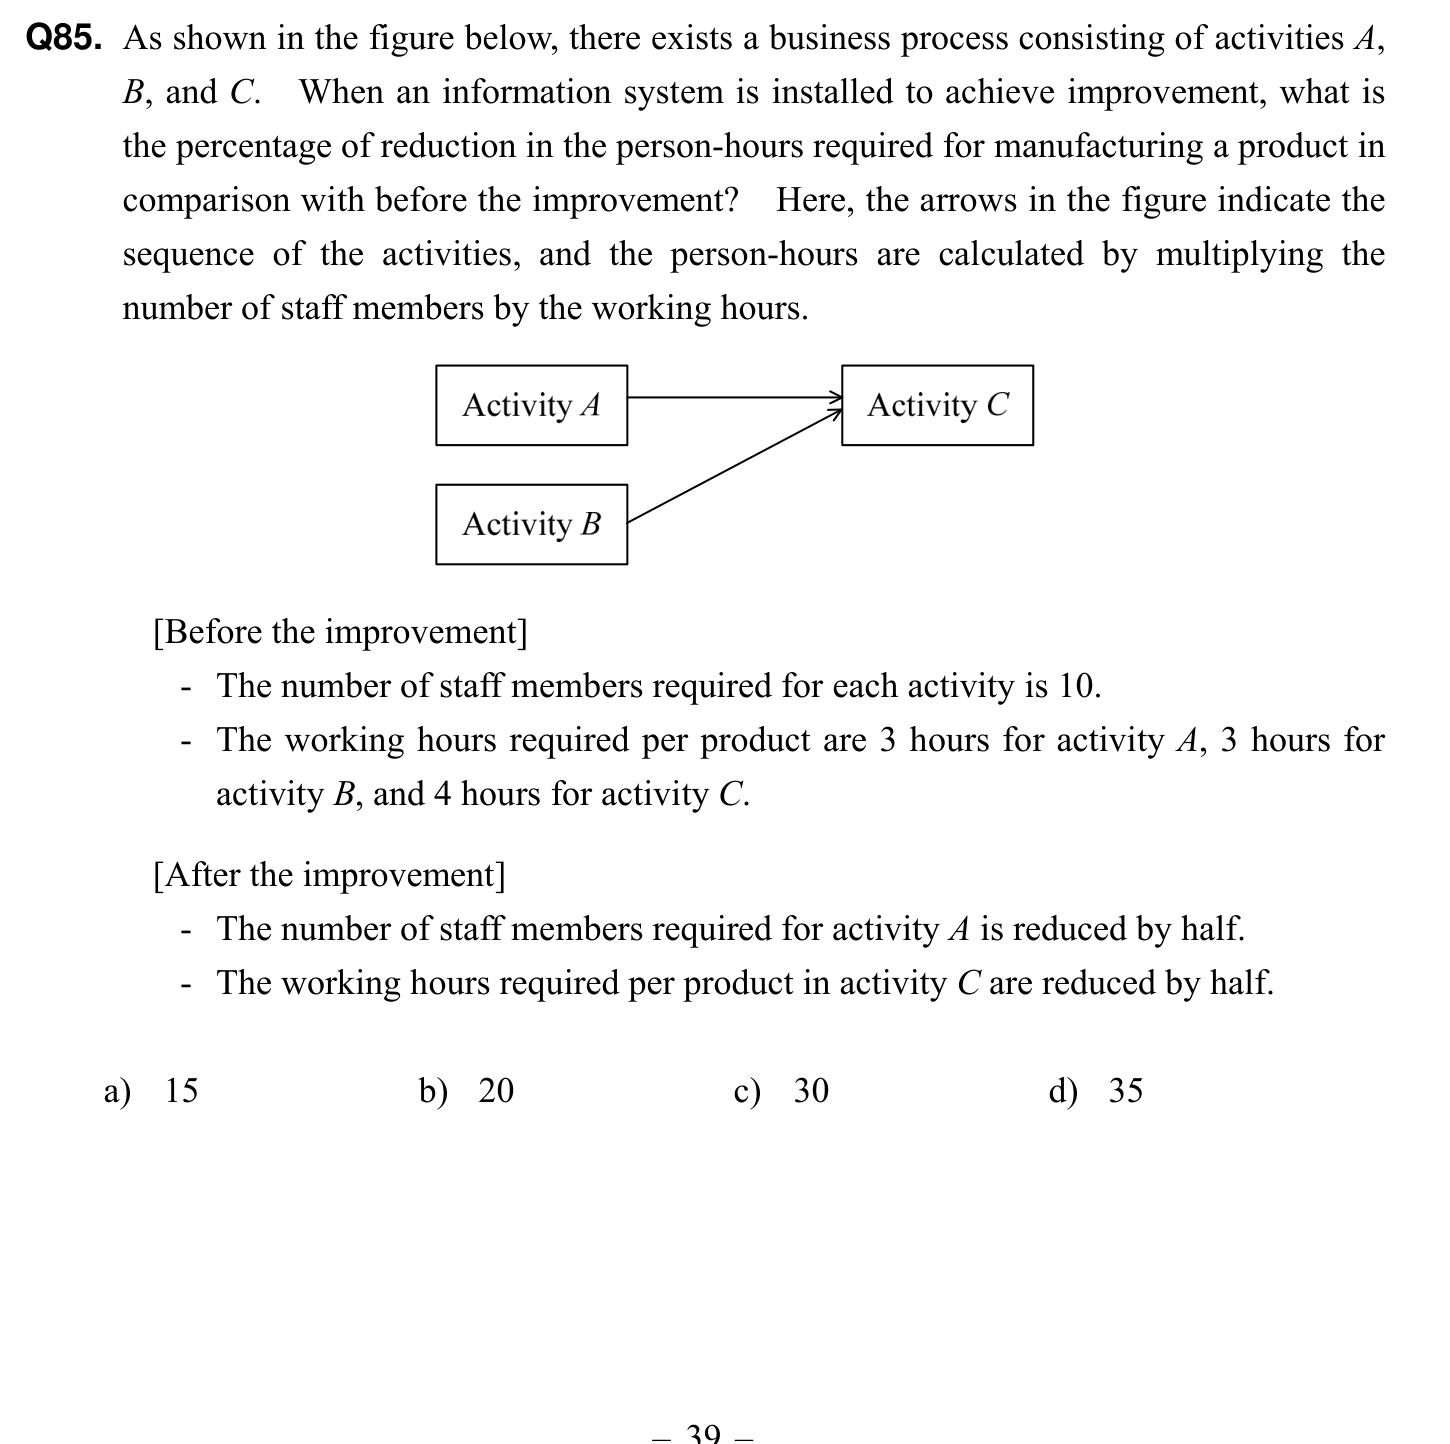 Q85. As shown in the figure below, there exists a business process consisting of activities A,
B, and C. When an information system is installed to achieve improvement, what is
the percentage of reduction in the person-hours required for manufacturing a product in
comparison with before the improvement? Here, the arrows in the figure indicate the
sequence of the activities, and the person-hours are calculated by multiplying the
number of staff members by the working hours.
Activity A
Activity C
Activity B
[Before the improvement]
- The number of staff members required for each activity is 10.
- The working hours required per product are 3 hours for activity A, 3 hours for
activity B, and 4 hours for activity C.
[After the improvement]
- The number of staff members required for activity A is reduced by half.
- The working hours required per product in activity C are reduced by half.
a) 15 b) 20 c) 30 d) 35
– 39 –